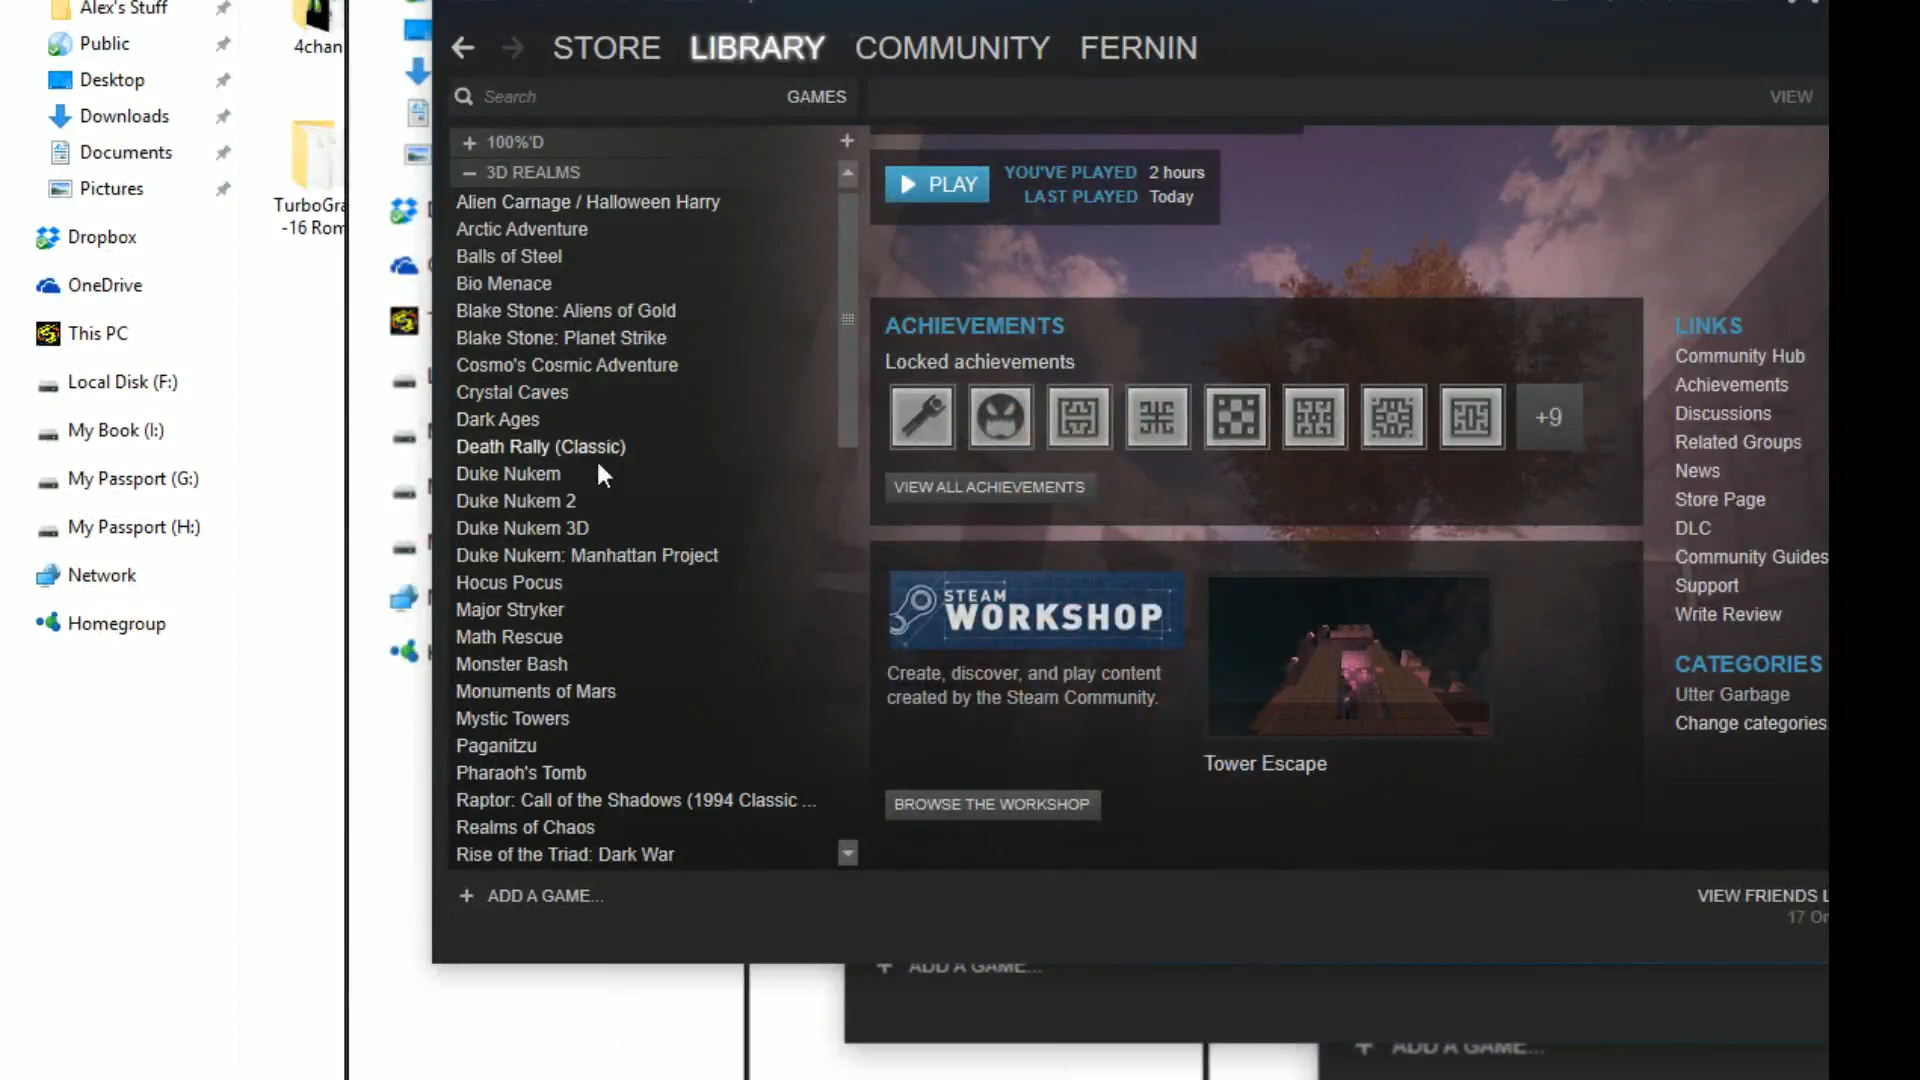 Alex's Stuff
Public
Desktop
Downloads
Documents
Pictures
Dropbox
OneDrive
This PC
Local Disk (F:)
My Book (I:)
My Passport (G:)
My Passport (H:)
Network
Homegroup
4chan
TurboGra
-16 Rom
STORE LIBRARY COMMUNITY FERNIN
Search GAMES VIEW
+ 100%'D +
– 3D REALMS
Alien Carnage / Halloween Harry
Arctic Adventure
Balls of Steel
Bio Menace
Blake Stone: Aliens of Gold
Blake Stone: Planet Strike
Cosmo's Cosmic Adventure
Crystal Caves
Dark Ages
Death Rally (Classic)
Duke Nukem
Duke Nukem 2
Duke Nukem 3D
Duke Nukem: Manhattan Project
Hocus Pocus
Major Stryker
Math Rescue
Monster Bash
Monuments of Mars
Mystic Towers
Paganitzu
Pharaoh's Tomb
Raptor: Call of the Shadows (1994 Classic ...
Realms of Chaos
Rise of the Triad: Dark War
+ ADD A GAME...
PLAY
YOU'VE PLAYED 2 hours
LAST PLAYED Today
ACHIEVEMENTS
Locked achievements
+9
VIEW ALL ACHIEVEMENTS
STEAM
WORKSHOP
Create, discover, and play content
created by the Steam Community.
Tower Escape
BROWSE THE WORKSHOP
LINKS
Community Hub
Achievements
Discussions
Related Groups
News
Store Page
DLC
Community Guides
Support
Write Review
CATEGORIES
Utter Garbage
Change categories
VIEW FRIENDS L
17 On
+ ADD A GAME...
+ ADD A GAME...